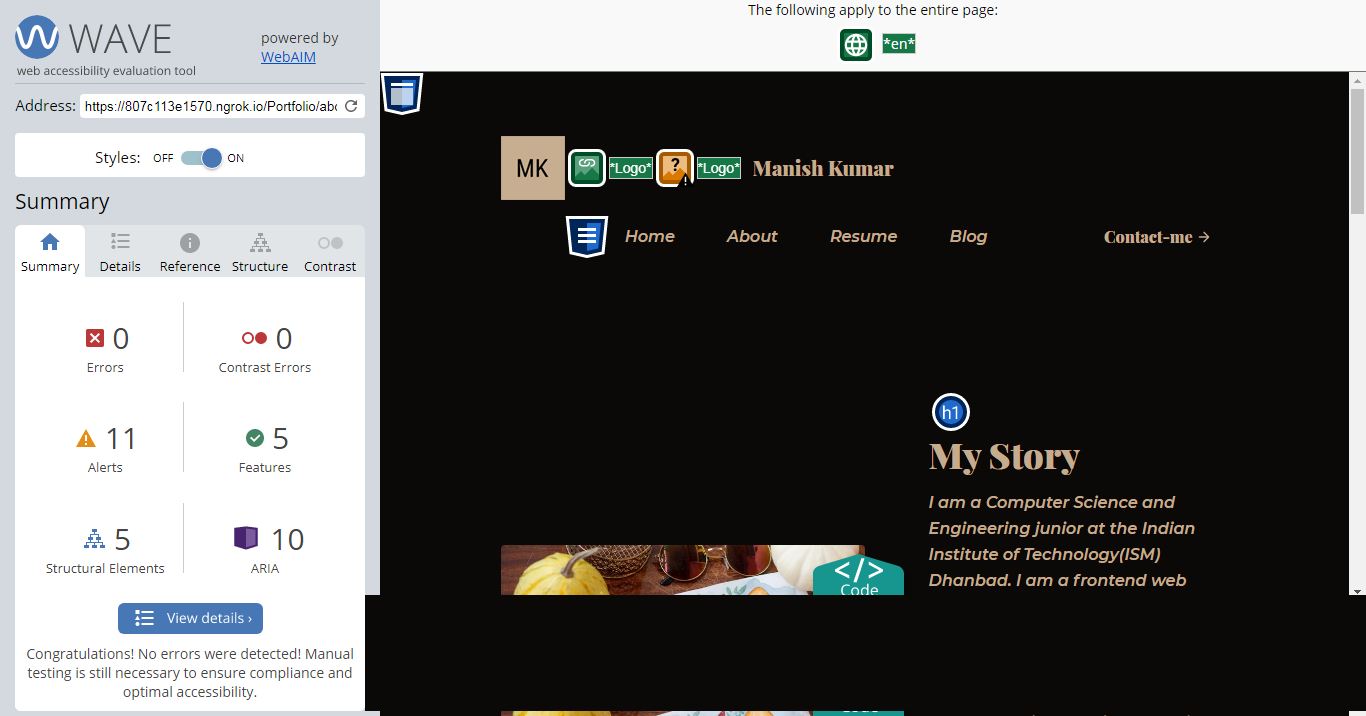 WAVE
web accessibility evaluation tool
powered by
WebAIM
Address: https://807c113e1570.ngrok.io/Portfolio/abo
Styles: OFF ON
Summary
Summary Details Reference Structure Contrast
0
Errors
0
Contrast Errors
11
Alerts
5
Features
5
Structural Elements
10
ARIA
View details ›
Congratulations! No errors were detected! Manual
testing is still necessary to ensure compliance and
optimal accessibility.
The following apply to the entire page:
*en*
MK *Logo* ? *Logo* Manish Kumar
Home About Resume Blog Contact-me →
h1
My Story
I am a Computer Science and
Engineering junior at the Indian
Institute of Technology(ISM)
Dhanbad. I am a frontend web
</>
Code